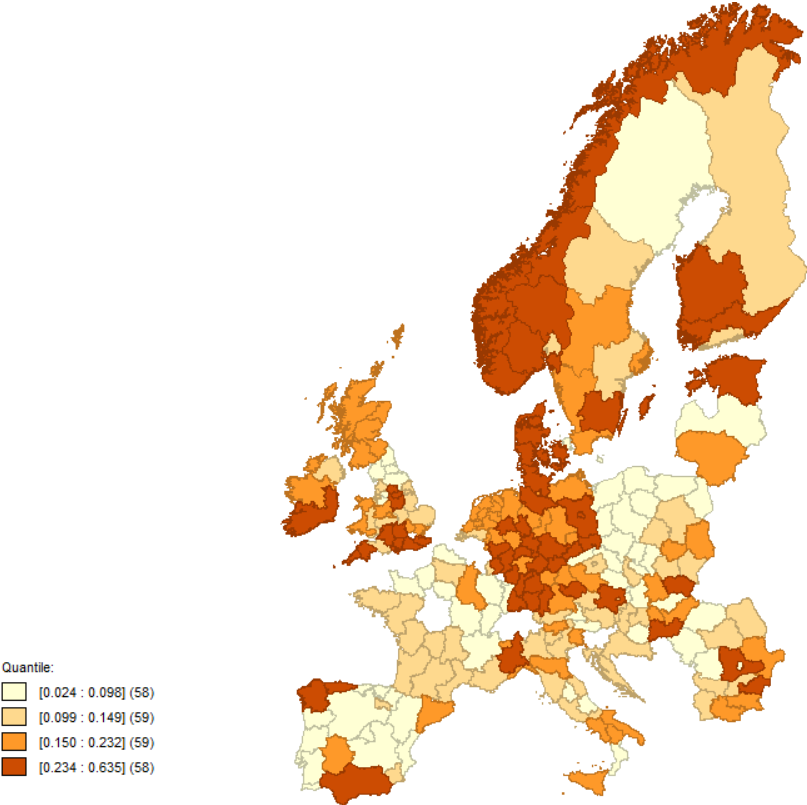 Quantile:
[0.024 : 0.098] (58)
[0.099 : 0.149] (59)
[0.150 : 0.232] (59)
[0.234 : 0.635] (58)